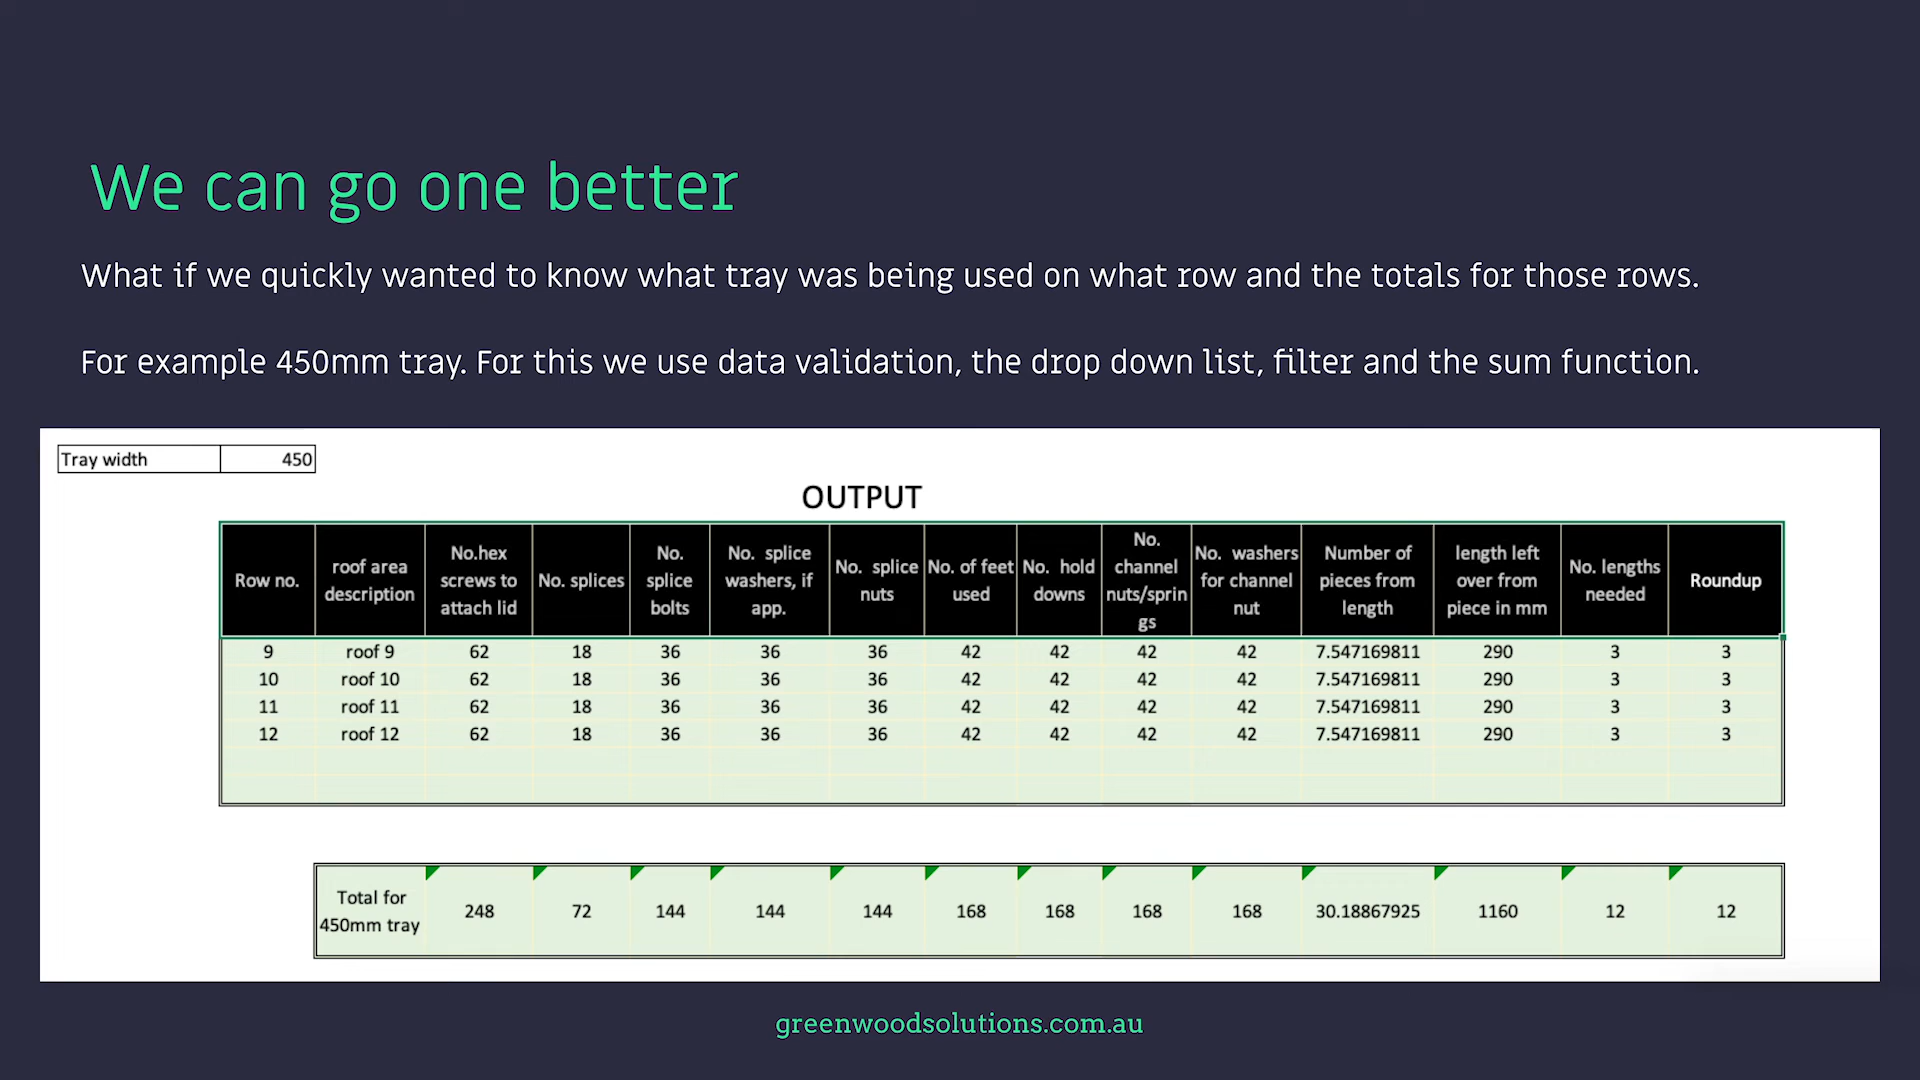 We can go one better
What if we quickly wanted to know what tray was being used on what row and the totals for those rows.
For example 450mm tray. For this we use data validation, the drop down list, filter and the sum function.
Tray width 450
OUTPUT
Row no. roof area description No.hex screws to attach lid No. splices No. splice bolts No. splice washers, if app. No. splice nuts No. of feet used No. hold downs No. channel nuts/sprin gs No. washers for channel nut Number of pieces from length length left over from piece in mm No. lengths needed Roundup
9 roof 9 62 18 36 36 36 42 42 42 42 7.547169811 290 3 3
10 roof 10 62 18 36 36 36 42 42 42 42 7.547169811 290 3 3
11 roof 11 62 18 36 36 36 42 42 42 42 7.547169811 290 3 3
12 roof 12 62 18 36 36 36 42 42 42 42 7.547169811 290 3 3
Total for 450mm tray 248 72 144 144 144 168 168 168 168 30.18867925 1160 12 12
greenwoodsolutions.com.au